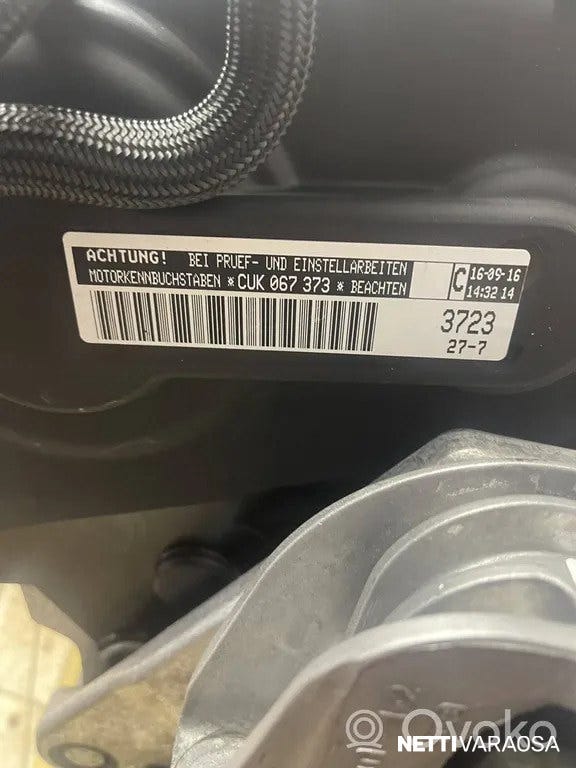 ACHTUNG! BEI PRUEF- UND EINSTELLARBEITEN
MOTORKENNBUCHSTABEN *CUK 067 373 * BEACHTEN
C 16-09-16
14:32 14
3723
27-7
Ovoko
NETTIVARAOSA